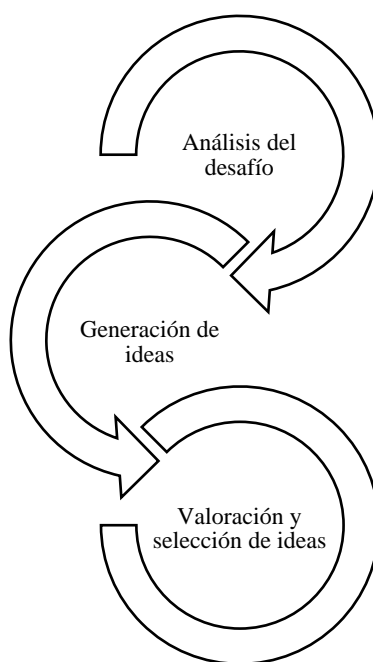 Análisis del
desafío
Generación de
ideas
Valoración y
selección de ideas